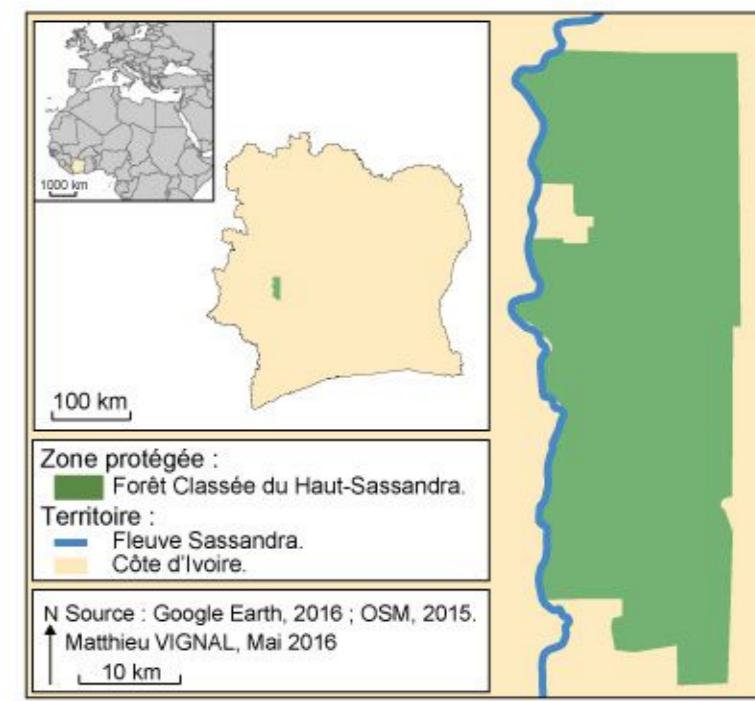 1000 km
100 km
Zone protégée :
Forêt Classée du Haut-Sassandra.
Territoire :
Fleuve Sassandra.
Côte d'Ivoire.
N Source : Google Earth, 2016 ; OSM, 2015.
Matthieu VIGNAL, Mai 2016
10 km